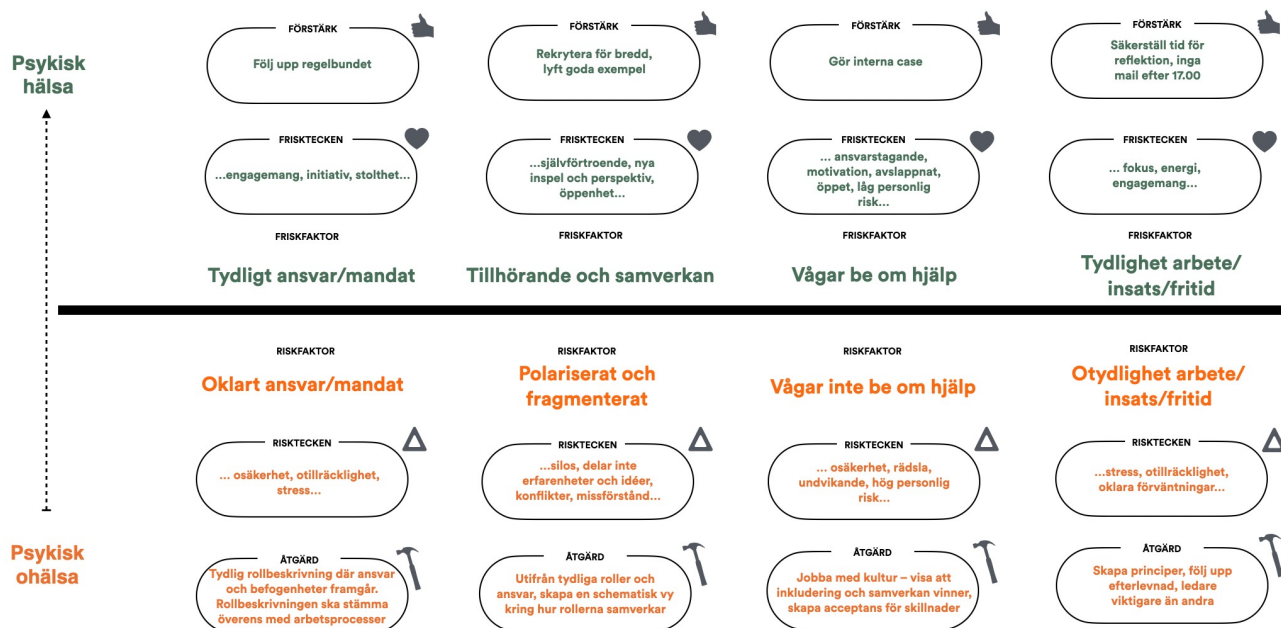 Psykisk
hälsa
FÖRSTÄRK
Följ upp regelbundet
FÖRSTÄRK
Rekrytera för bredd,
lyft goda exempel
FÖRSTÄRK
Gör interna case
FÖRSTÄRK
Säkerställ tid för
reflektion, inga
mail efter 17.00
FRISKTECKEN
...engagemang, initiativ, stolthet...
FRISKTECKEN
...självförtroende, nya
inspel och perspektiv,
öppenhet...
FRISKTECKEN
... ansvarstagande,
motivation, avslappnat,
öppet, låg personlig
risk...
FRISKTECKEN
... fokus, energi,
engagemang...
FRISKFAKTOR
Tydligt ansvar/mandat
FRISKFAKTOR
Tillhörande och samverkan
FRISKFAKTOR
Vågar be om hjälp
FRISKFAKTOR
Tydlighet arbete/
insats/fritid
RISKFAKTOR
Oklart ansvar/mandat
RISKFAKTOR
Polariserat och
fragmenterat
RISKFAKTOR
Vågar inte be om hjälp
RISKFAKTOR
Otydlighet arbete/
insats/fritid
RISKTECKEN
... osäkerhet, otillräcklighet,
stress...
RISKTECKEN
...silos, delar inte
erfarenheter och idéer,
konflikter, missförstånd...
RISKTECKEN
... osäkerhet, rädsla,
undvikande, hög personlig
risk...
RISKTECKEN
...stress, otillräcklighet,
oklara förväntningar...
Psykisk
ohälsa
ÅTGÄRD
Tydlig rollbeskrivning där ansvar
och befogenheter framgår.
Rollbeskrivningen ska stämma
överens med arbetsprocesser
ÅTGÄRD
Utifrån tydliga roller och
ansvar, skapa en schematisk vy
kring hur rollerna samverkar
ÅTGÄRD
Jobba med kultur – visa att
inkludering och samverkan vinner,
skapa acceptans för skillnader
ÅTGÄRD
Skapa principer, följ upp
efterlevnad, ledare
viktigare än andra